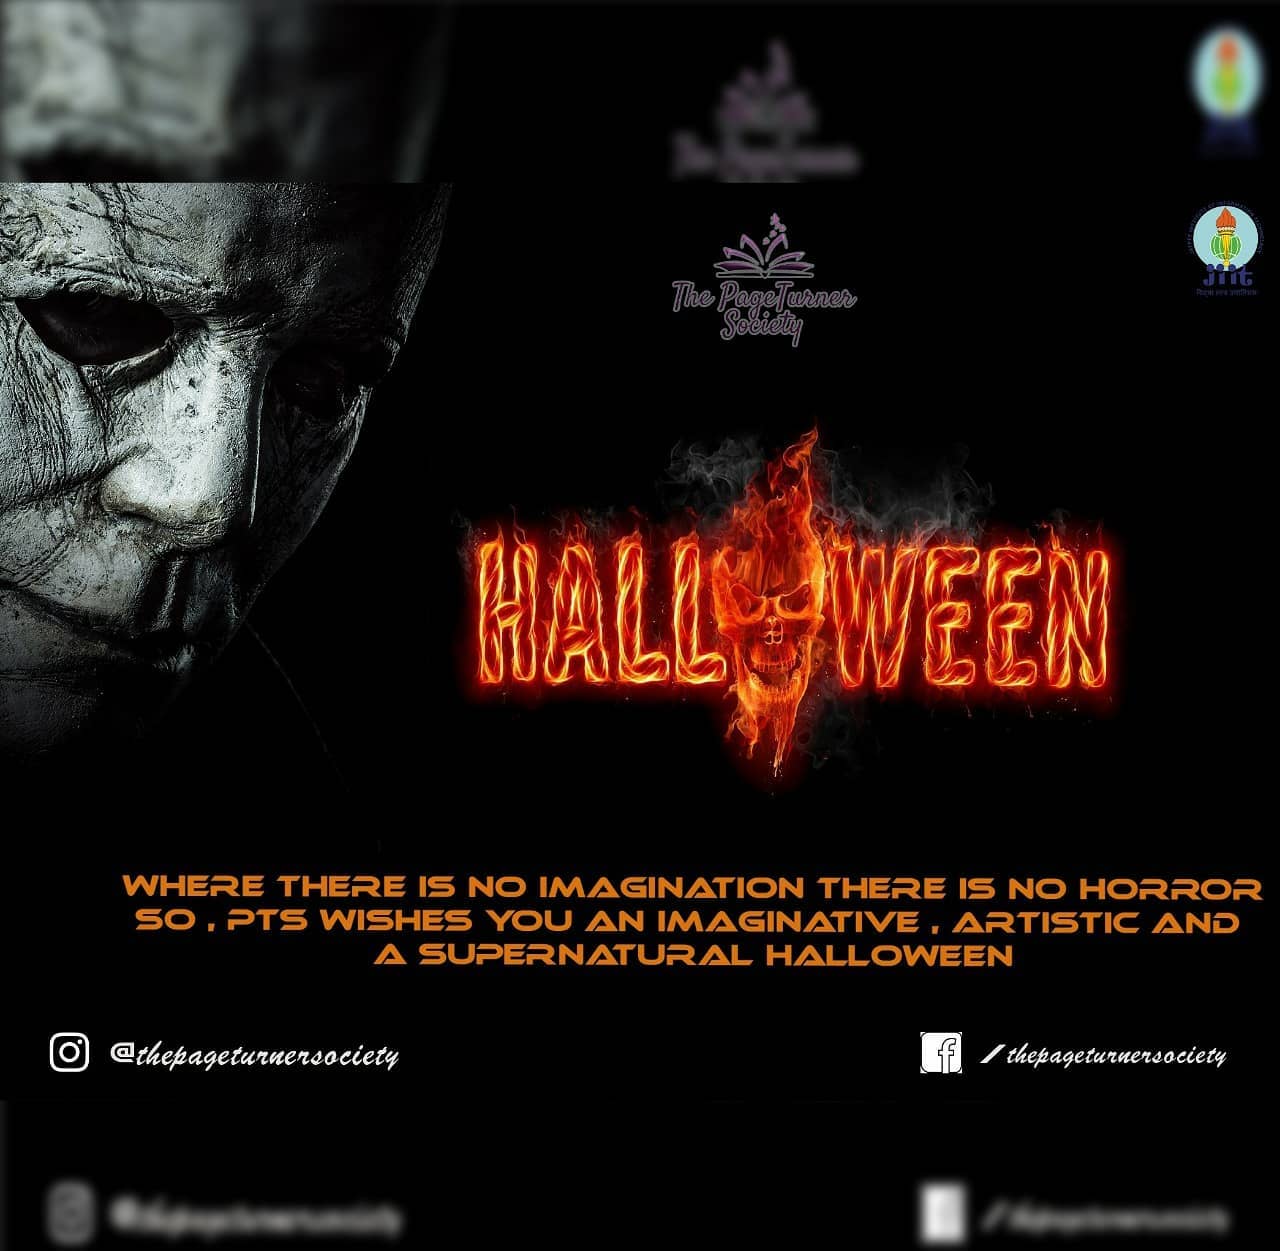 The PageTurner
Society
jiit
HALLOWEEN
WHERE THERE IS NO IMAGINATION THERE IS NO HORROR
SO , PTS WISHES YOU AN IMAGINATIVE , ARTISTIC AND
A SUPERNATURAL HALLOWEEN
@thepageturnersociety
/thepageturnersociety